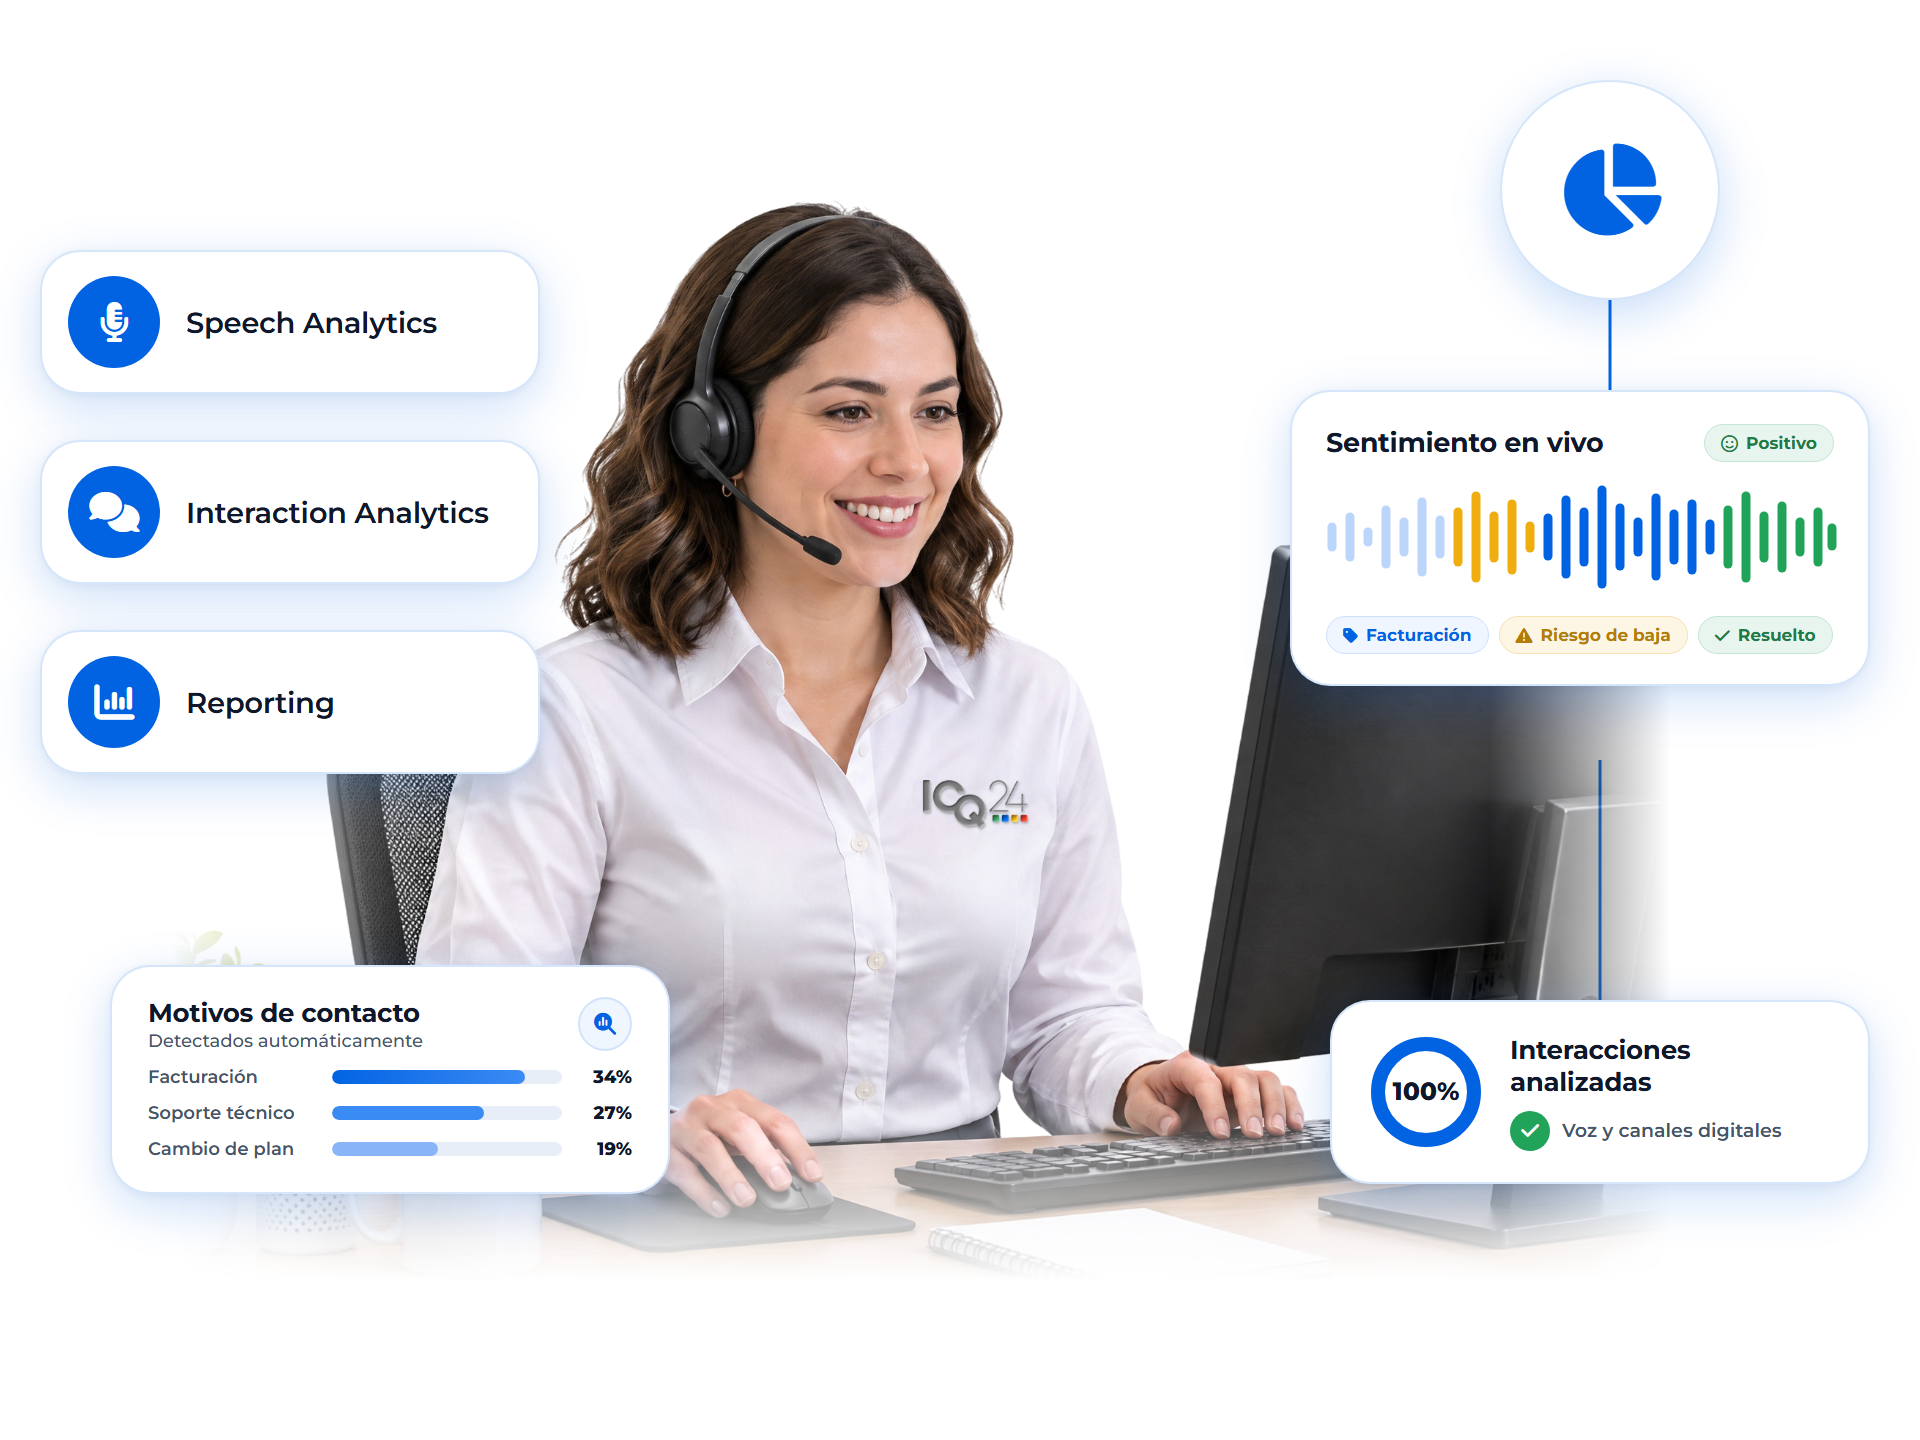 Speech Analytics
Interaction Analytics
Reporting
Sentimiento en vivo
Positivo
Facturación
Riesgo de baja
Resuelto
ICQ24
Motivos de contacto
Detectados automáticamente
Facturación 34%
Soporte técnico 27%
Cambio de plan 19%
100%
Interacciones
analizadas
Voz y canales digitales